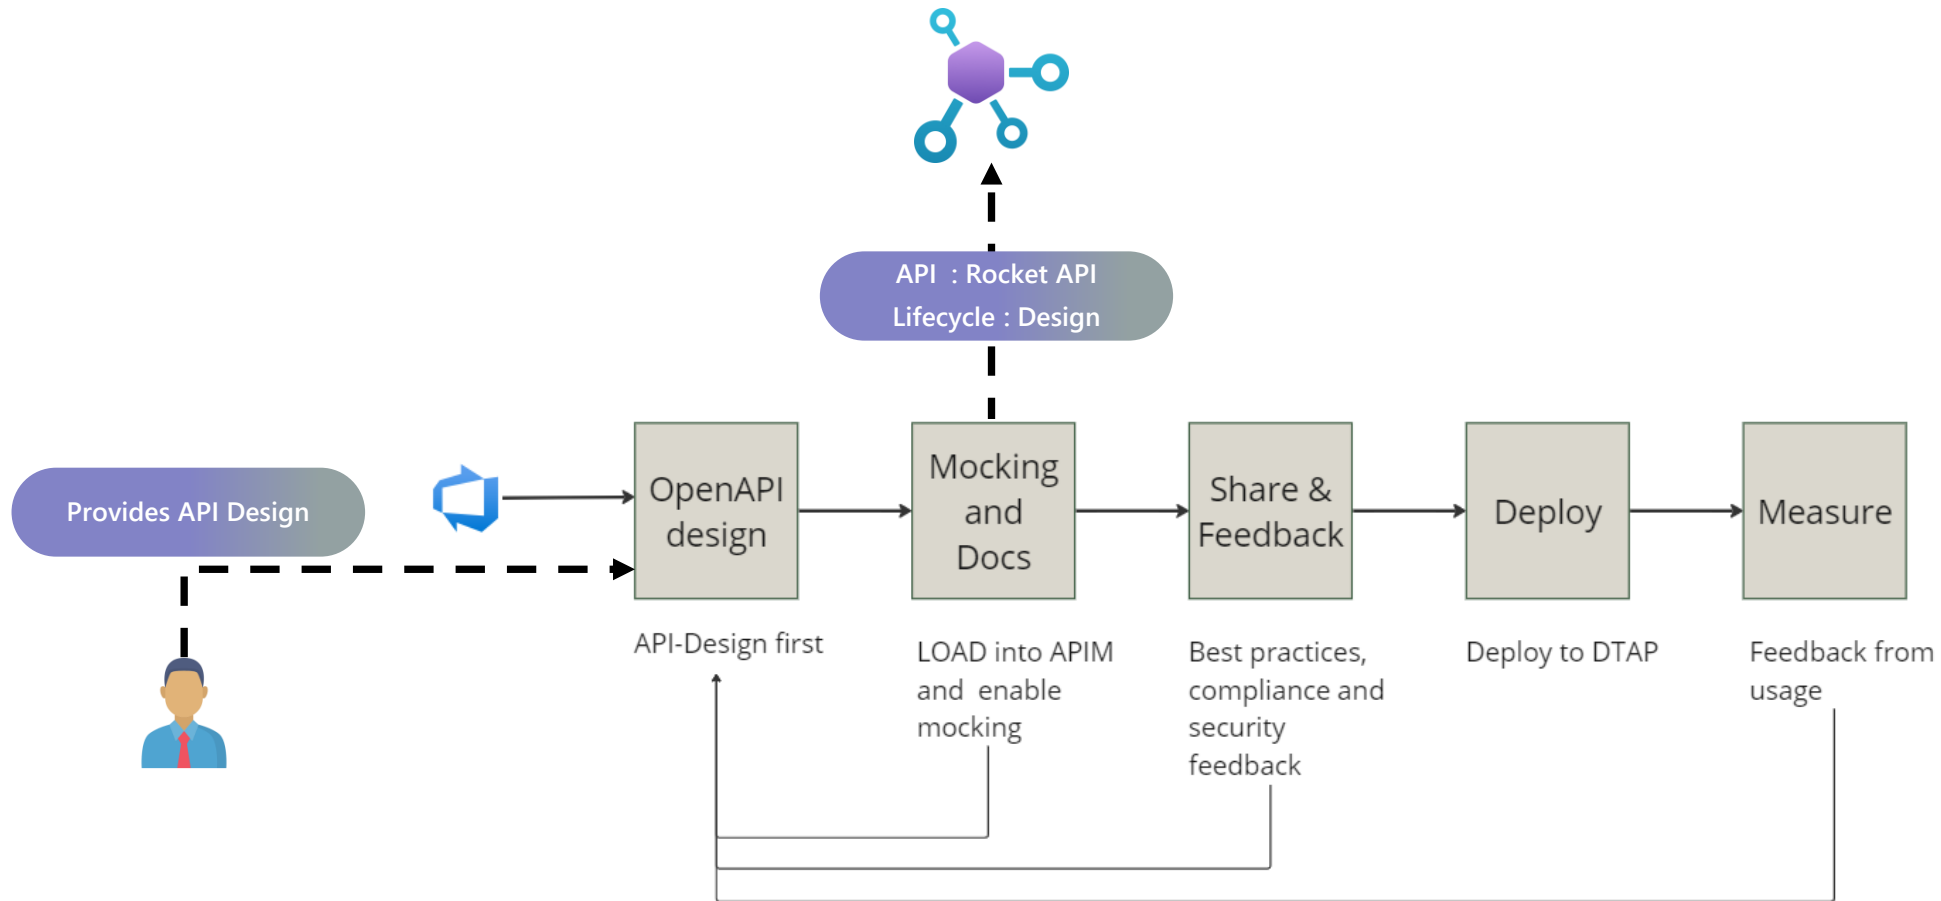 API : Rocket API
Lifecycle : Design
Provides API Design
OpenAPI
design
Mocking
and
Docs
Share &
Feedback
Deploy
Measure
API-Design first
LOAD into APIM
and enable
mocking
Best practices,
compliance and
security
feedback
Deploy to DTAP
Feedback from
usage